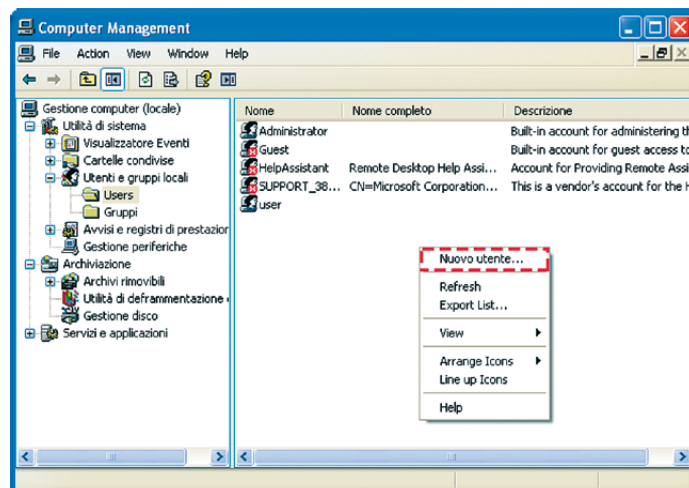 Computer Management
File Action View Window Help
Gestione computer (locale)
Utilità di sistema
Visualizzatore Eventi
Cartelle condivise
Utenti e gruppi locali
Users
Gruppi
Avvisi e registri di prestazior
Gestione periferiche
Archiviazione
Archivi rimovibili
Utilità di deframmentazione
Gestione disco
Servizi e applicazioni
Nome Nome completo Descrizione
Administrator Built-in account for administering th
Guest Built-in account for guest access to
HelpAssistant Remote Desktop Help Assi... Account for Providing Remote Assi
SUPPORT_38... CN=Microsoft Corporation... This is a vendor's account for the H
user
Nuovo utente...
Refresh
Export List...
View
Arrange Icons
Line up Icons
Help